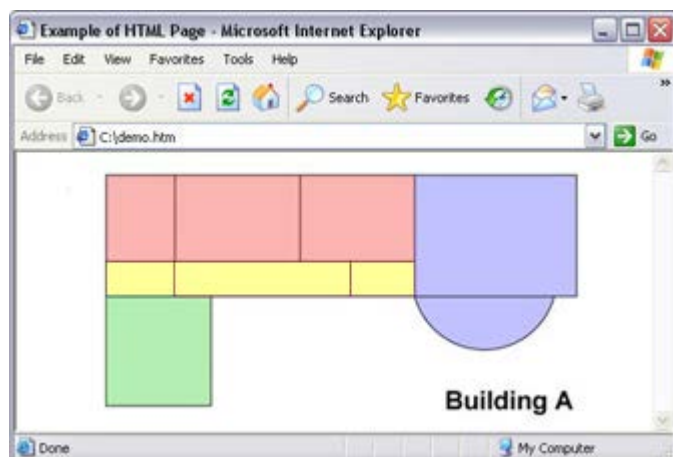 Example of HTML Page - Microsoft Internet Explorer
File Edit View Favorites Tools Help
Back Search Favorites »
Address C:\demo.htm Go
Building A
Done My Computer